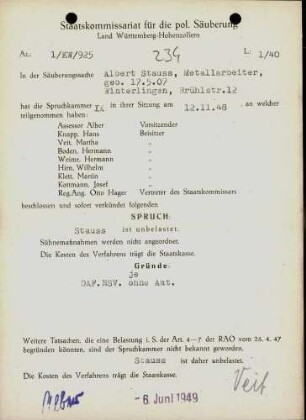 Staatskommissariat für die pol. Säuberung
Land Württemberg-Hohenzollern
Az. 1/EH/925 234 L. 1/40
In der Säuberungssache Albert Stauss, Metallarbeiter,
geb. 17.5.07
Winterlingen, Brühlstr.12
hat die Spruchkammer IX in ihrer Sitzung am 12.11.48 an welcher
teilgenommen haben:
Assessor Alber Vorsitzender
Knapp, Hans Beisitzer
Veit, Martha "
Boden, Hermann "
Hermann "
Hirn, Wilhelm "
Klett, Martin "
Kottmann, Josef "
Reg.Ang. Otto Hager Vertreter des Staatskommissars
beschlossen und sofort verkündet folgenden
SPRUCH:
Stauss ist unbelastet.
Sühnemaßnahmen werden nicht angeordnet.
Die Kosten des Verfahrens trägt die Staatskasse.
Gründe:
je
DAF.NSV. ohne Amt.
Weitere Tatsachen, die eine Belastung i. S. der Art. 4—7 der RAO vom 28. 4. 47
begründen könnten, sind der Spruchkammer nicht bekannt geworden.
Stauss ist daher unbelastet.
Die Kosten des Verfahrens trägt die Staatskasse.
-6. Juni 1949 Veit